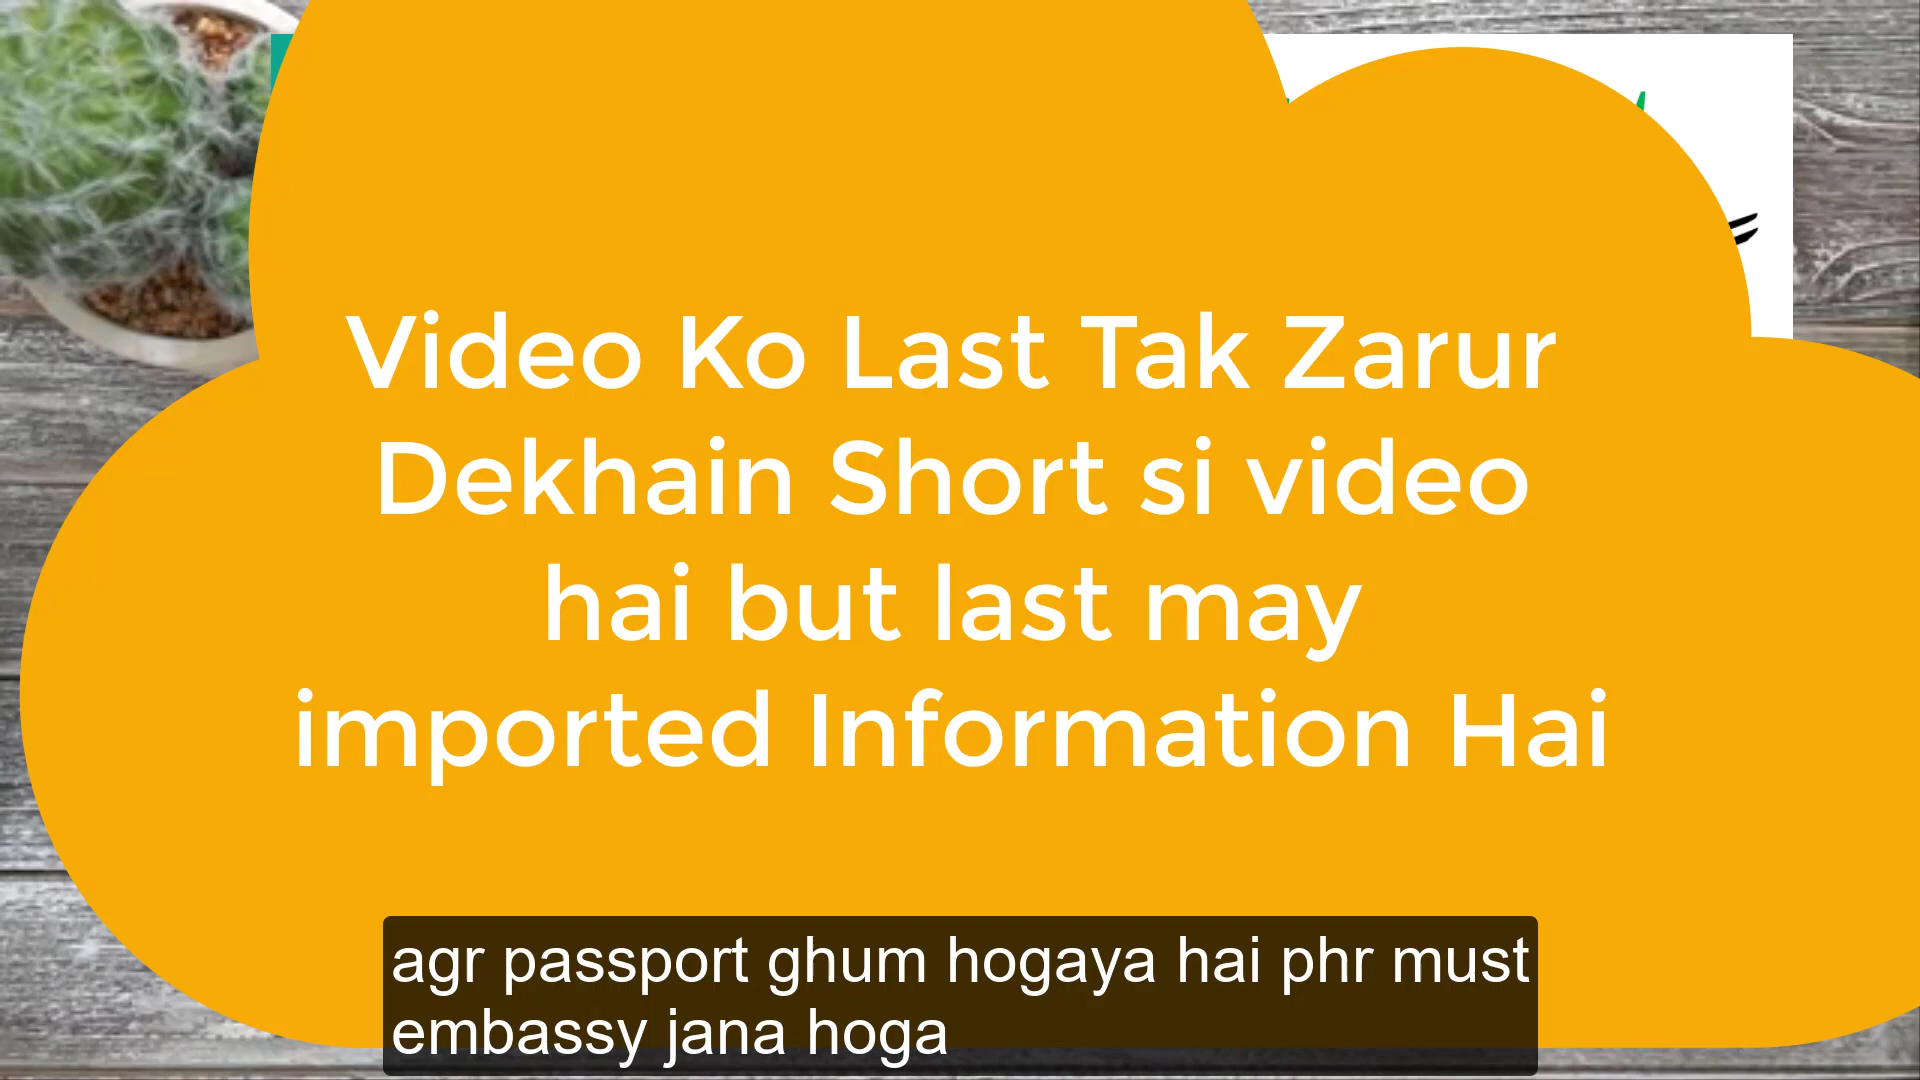 Video Ko Last Tak Zarur
Dekhain Short si video
hai but last may
imported Information Hai
agr passport ghum hogaya hai phr must
embassy jana hoga